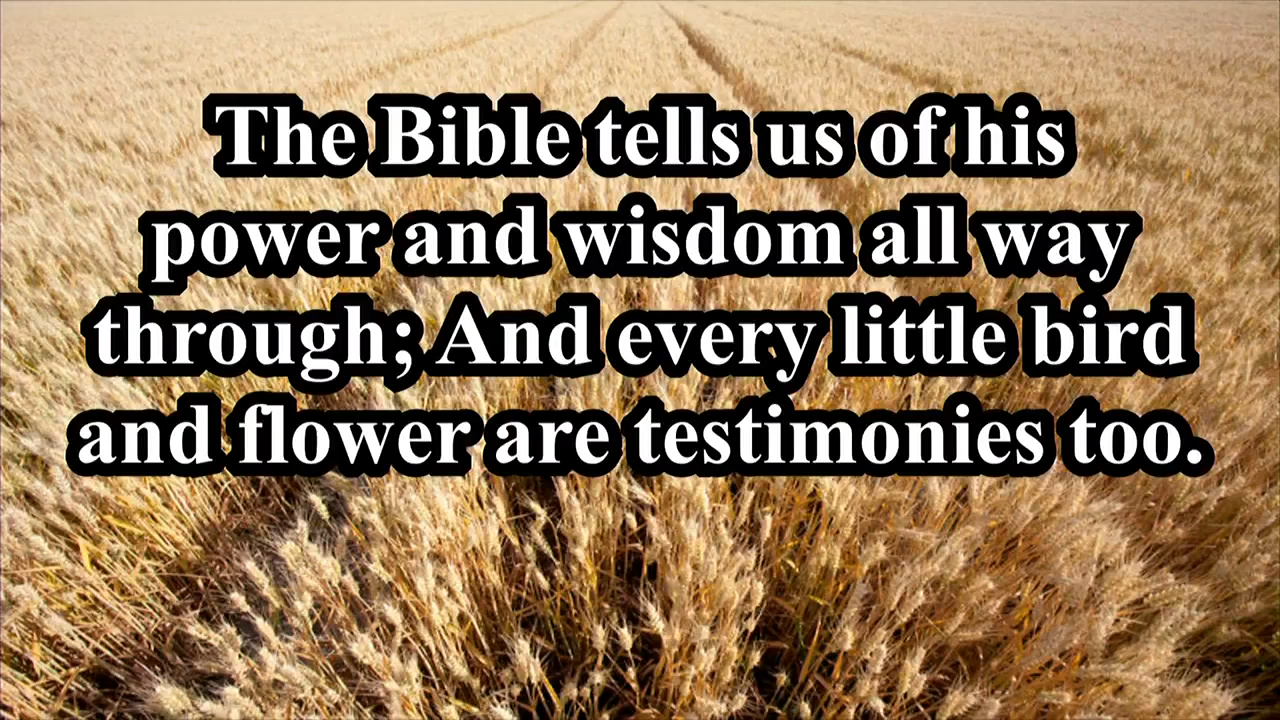 The Bible tells us of his
power and wisdom all way
through; And every little bird
and flower are testimonies too.